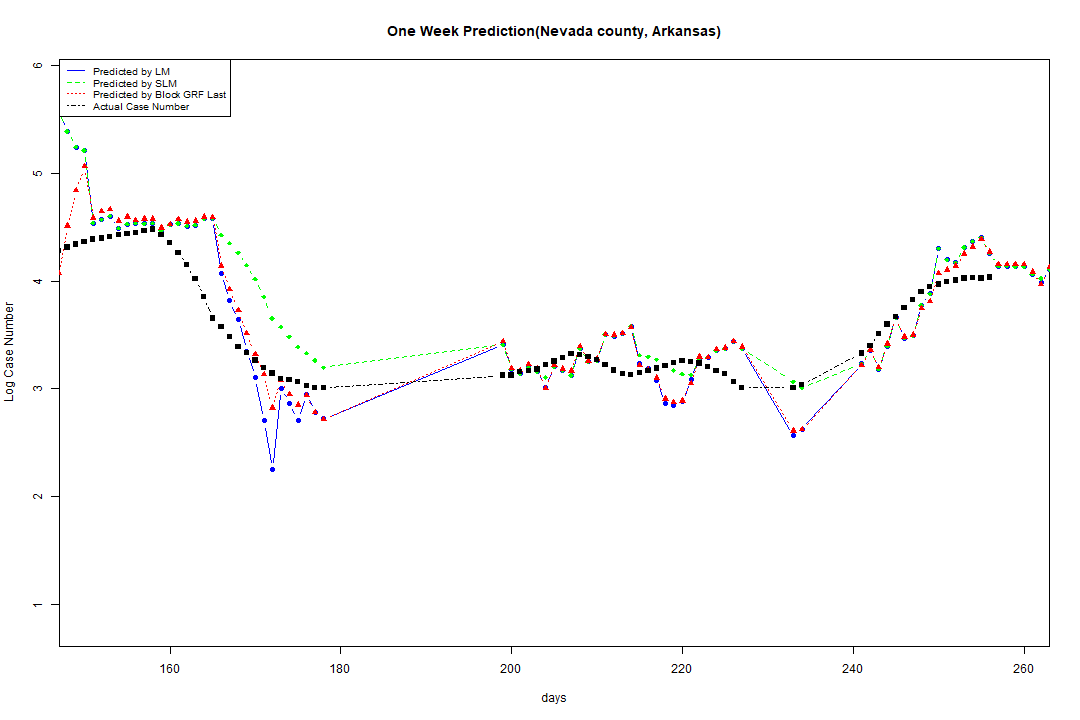 One Week Prediction(Nevada county, Arkansas)
6
Predicted by LM
Predicted by SLM
Predicted by Block GRF Last
Actual Case Number
5
4
3
2
1
Log Case Number
160
180
200
220
240
260
days